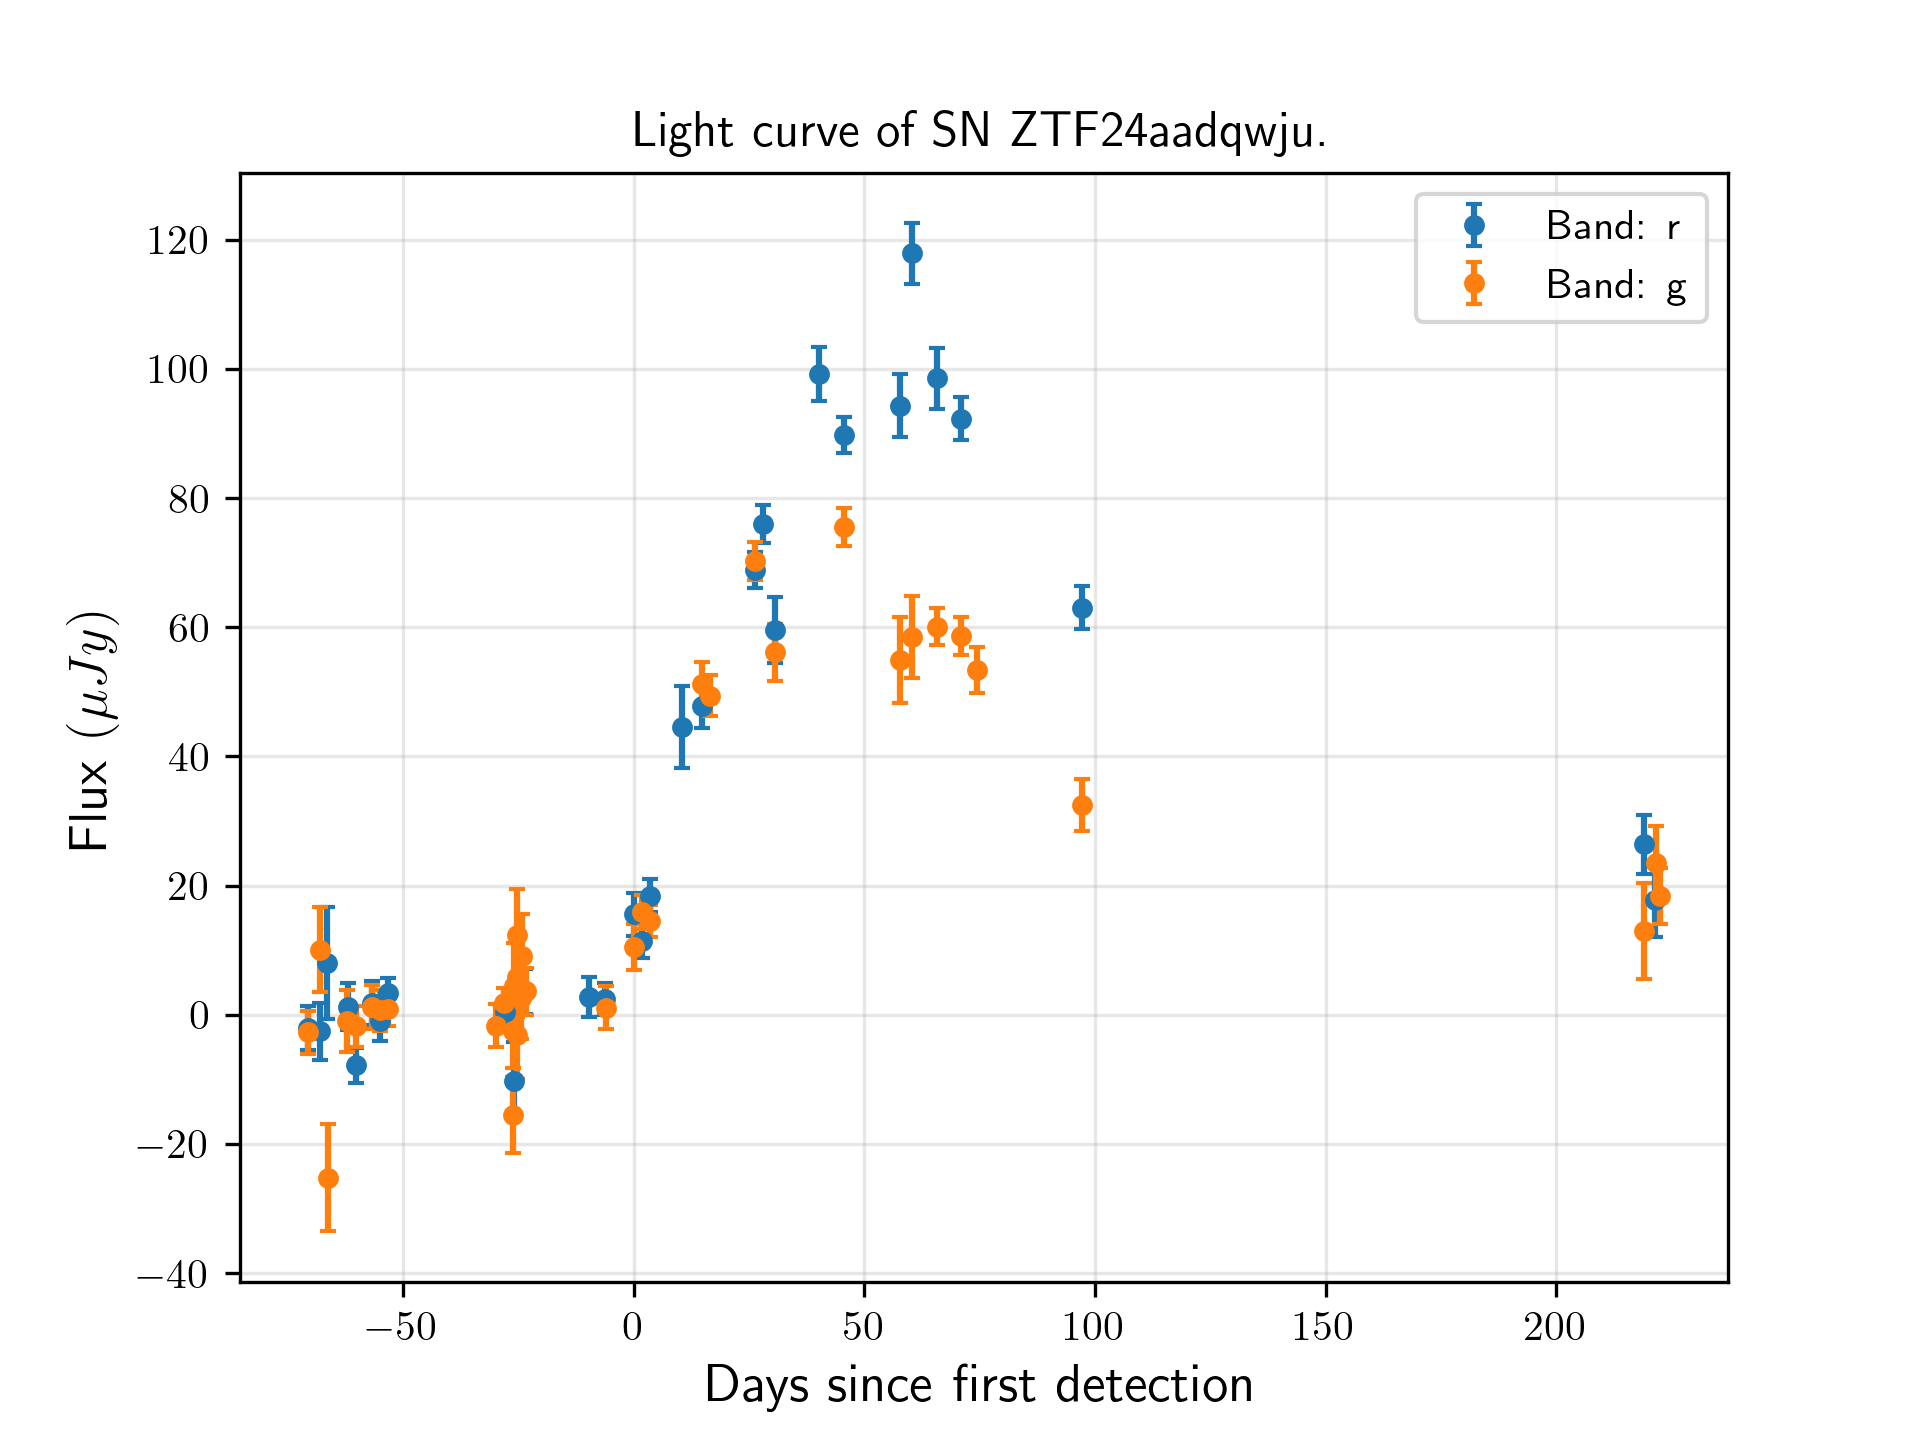 Light curve of SN ZTF24aadqwju.
Band: r
Band: g
120
100
80
60
40
20
0
−20
−40
Flux (μJy)
−50 0 50 100 150 200
Days since first detection